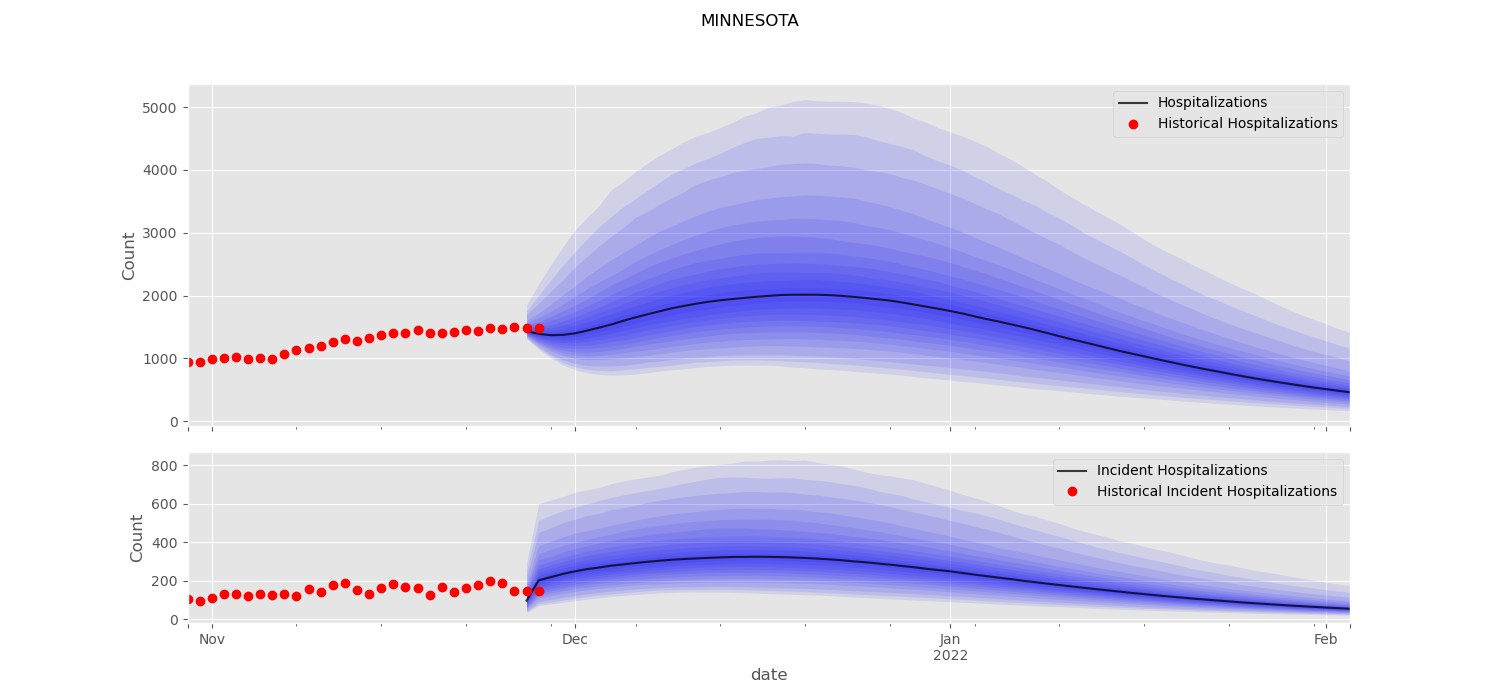 MINNESOTA
Hospitalizations
Historical Hospitalizations
5000
4000
3000
2000
1000
0
Count
Incident Hospitalizations
Historical Incident Hospitalizations
800
600
400
200
0
Count
Nov
Dec
Jan
2022
Feb
date